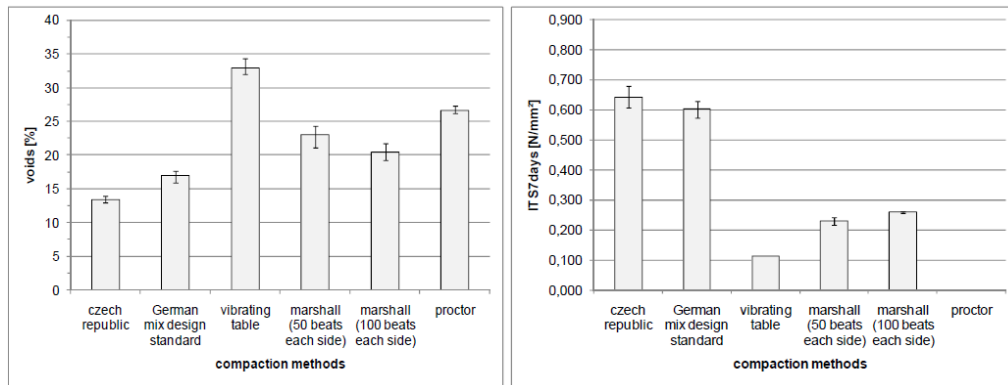 voids [%]
40
35
30
25
20
15
10
5
0
czech republic
German mix design standard
vibrating table
marshall (50 beats each side)
marshall (100 beats each side)
proctor
compaction methods
ITS7days [N/mm²]
0,900
0,800
0,700
0,600
0,500
0,400
0,300
0,200
0,100
0,000
czech republic
German mix design standard
vibrating table
marshall (50 beats each side)
marshall (100 beats each side)
proctor
compaction methods